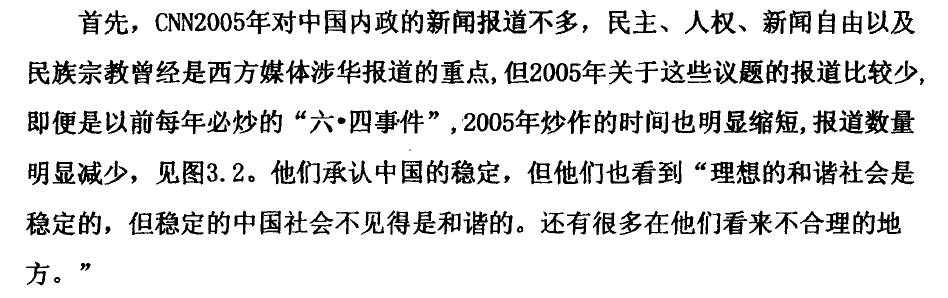 首先，CNN2005年对中国内政的新闻报道不多，民主、人权、新闻自由以及
民族宗教曾经是西方媒体涉华报道的重点,但2005年关于这些议题的报道比较少,
即便是以前每年必炒的“六•四事件”,2005年炒作的时间也明显缩短,报道数量
明显减少，见图3.2。他们承认中国的稳定，但他们也看到“理想的和谐社会是
稳定的，但稳定的中国社会不见得是和谐的。还有很多在他们看来不合理的地
方。”